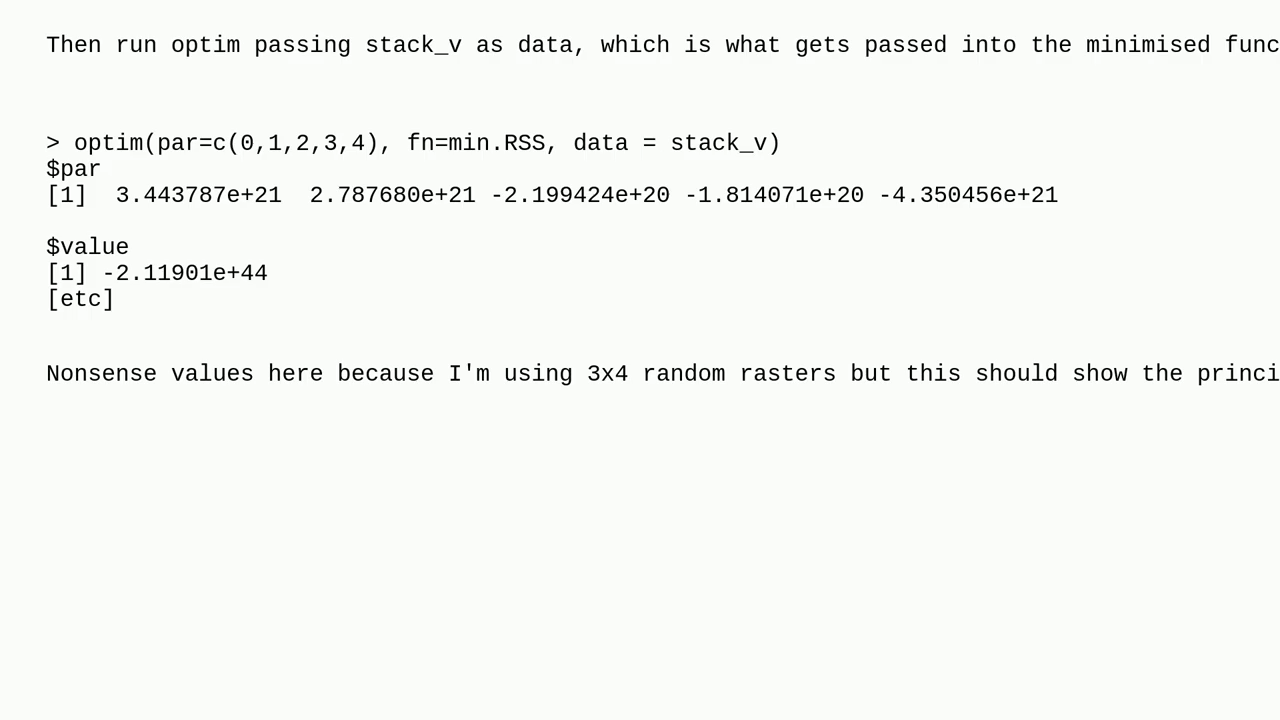 Then run optim passing stack_v as data, which is what gets passed into the minimised func
> optim(par=c(0,1,2,3,4), fn=min.RSS, data = stack_v)
$par
[1]  3.443787e+21  2.787680e+21 -2.199424e+20 -1.814071e+20 -4.350456e+21
$value
[1] -2.11901e+44
[etc]
Nonsense values here because I'm using 3x4 random rasters but this should show the princi